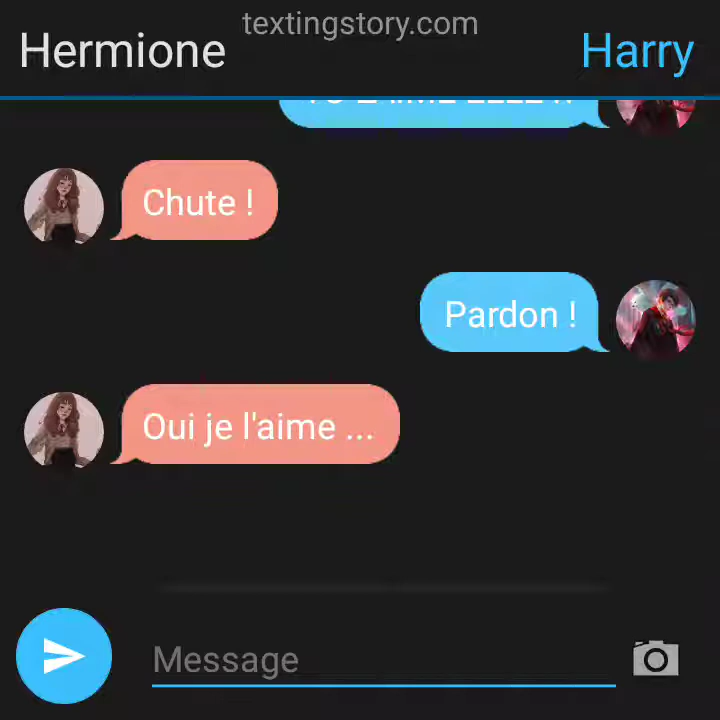 textingstory.com
Hermione
Harry
Chute !
Pardon !
Oui je l'aime ...
Message